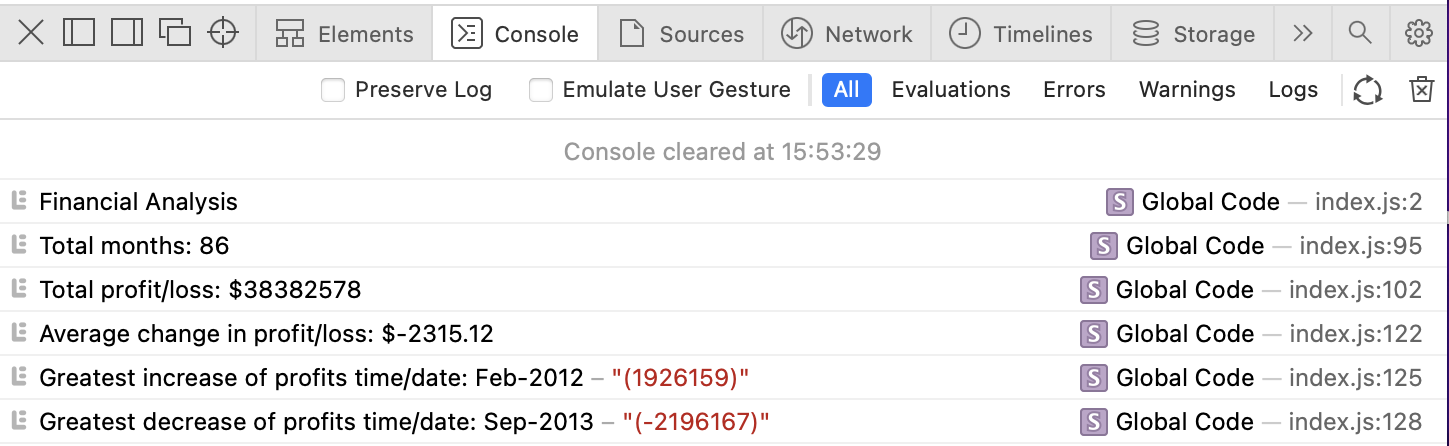 Elements Console Sources Network Timelines Storage
Preserve Log Emulate User Gesture All Evaluations Errors Warnings Logs
Console cleared at 15:53:29
Financial Analysis S Global Code — index.js:2
Total months: 86 S Global Code — index.js:95
Total profit/loss: $38382578 S Global Code — index.js:102
Average change in profit/loss: $-2315.12 S Global Code — index.js:122
Greatest increase of profits time/date: Feb-2012 – "(1926159)" S Global Code — index.js:125
Greatest decrease of profits time/date: Sep-2013 – "(-2196167)" S Global Code — index.js:128